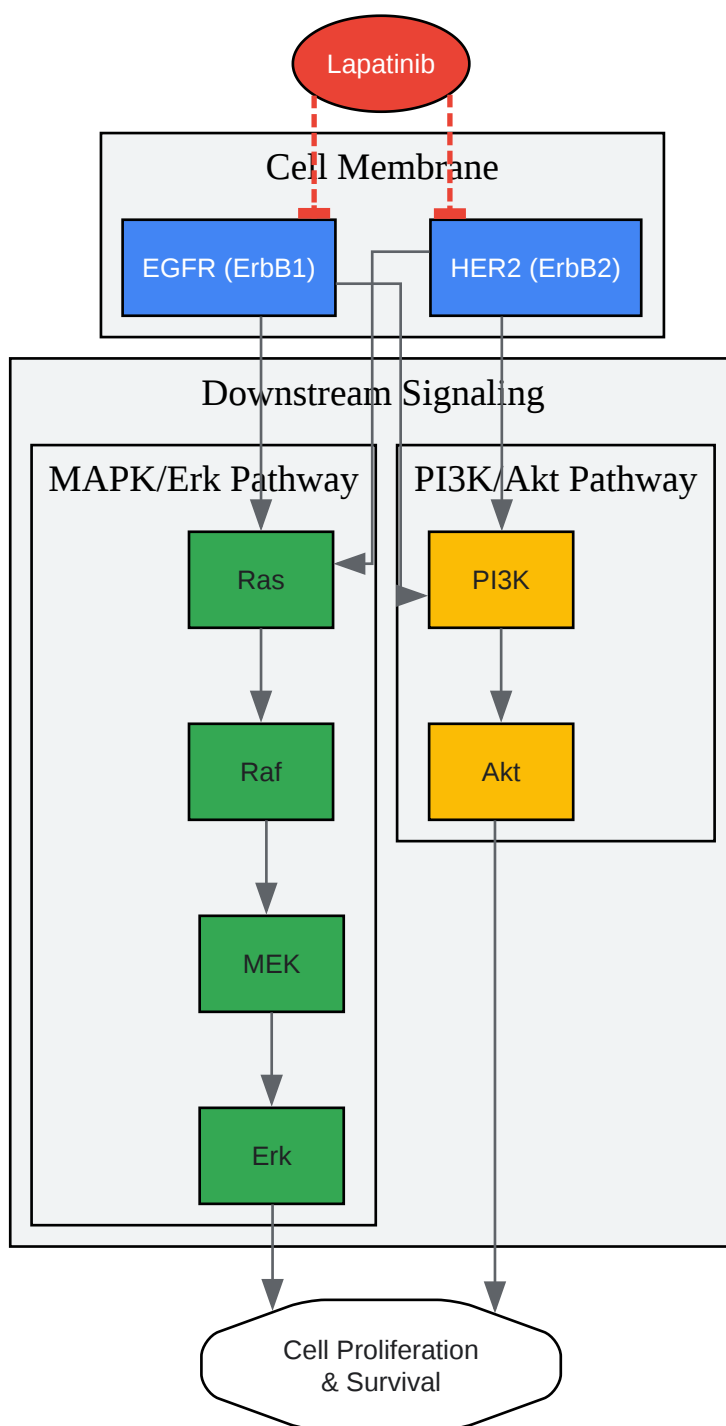 Lapatinib
Cell Membrane
EGFR (ErbB1)
HER2 (ErbB2)
Downstream Signaling
MAPK/Erk Pathway
PI3K/Akt Pathway
Ras
PI3K
Raf
Akt
MEK
Erk
Cell Proliferation
& Survival